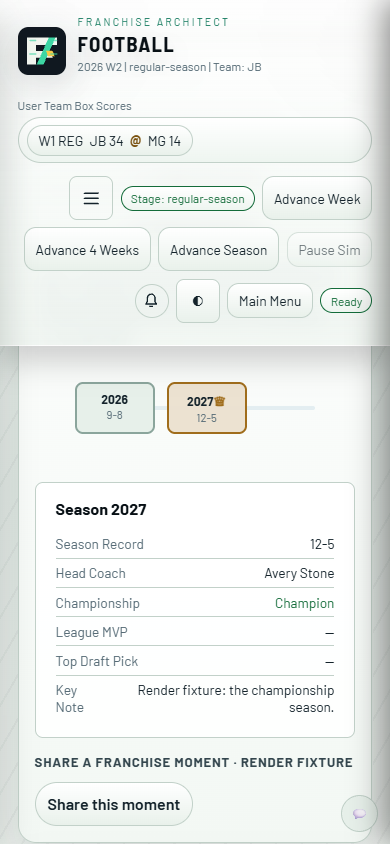 FRANCHISE ARCHITECT
FOOTBALL
2026 W2 | regular-season | Team: JB
User Team Box Scores
W1 REG JB 34 @ MG 14
Stage: regular-season Advance Week
Advance 4 Weeks Advance Season Pause Sim
Main Menu Ready
2026 2027
9-8 12-5
Season 2027
Season Record 12-5
Head Coach Avery Stone
Championship Champion
League MVP —
Top Draft Pick —
Key Render fixture: the championship
Note season.
SHARE A FRANCHISE MOMENT · RENDER FIXTURE
Share this moment